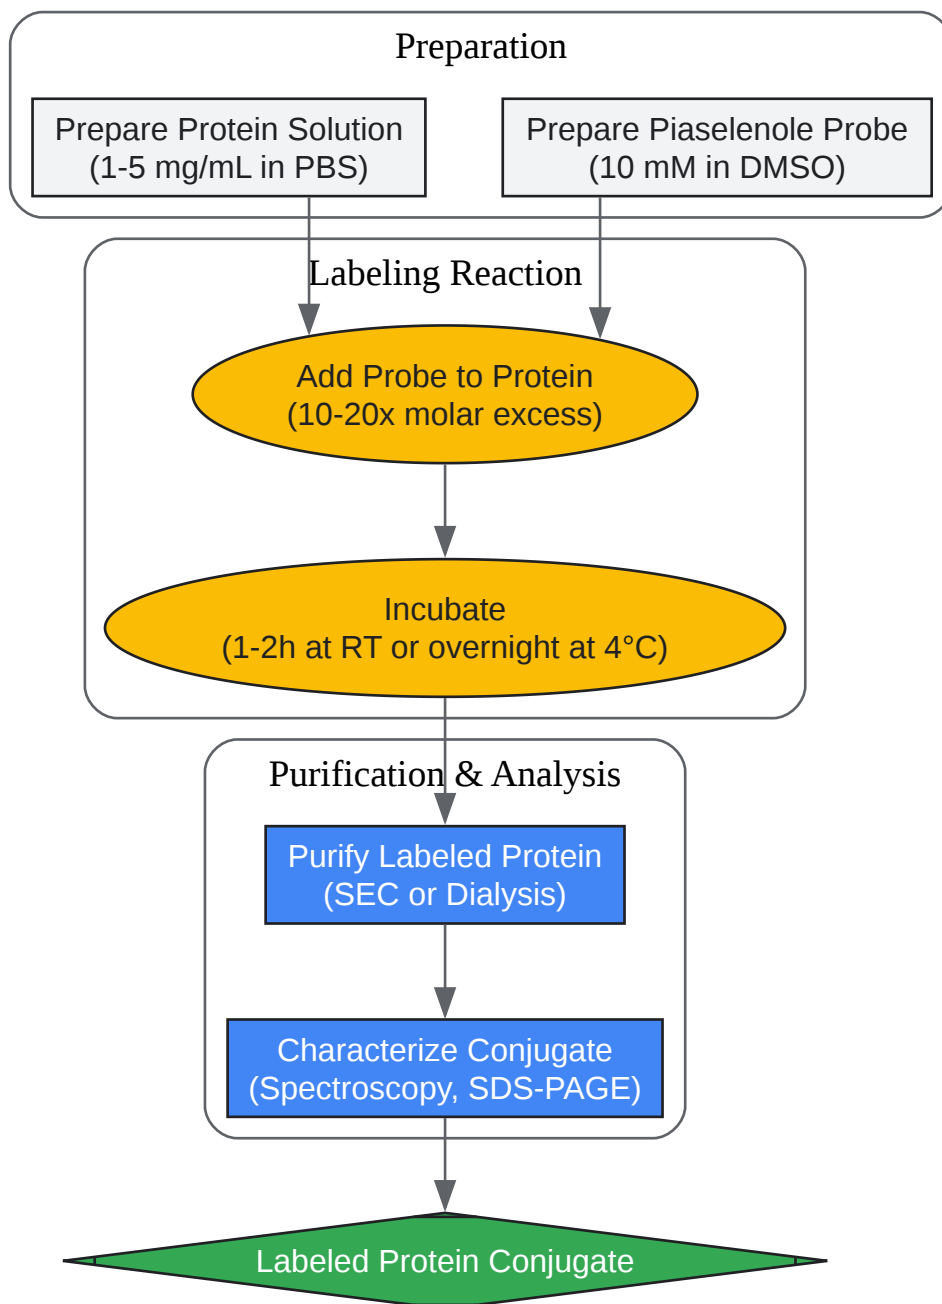 Preparation
Prepare Protein Solution
(1-5 mg/mL in PBS)
Prepare Piaselenole Probe
(10 mM in DMSO)
Labeling Reaction
Add Probe to Protein
(10-20x molar excess)
Incubate
(1-2h at RT or overnight at 4°C)
Purification & Analysis
Purify Labeled Protein
(SEC or Dialysis)
Characterize Conjugate
(Spectroscopy, SDS-PAGE)
Labeled Protein Conjugate